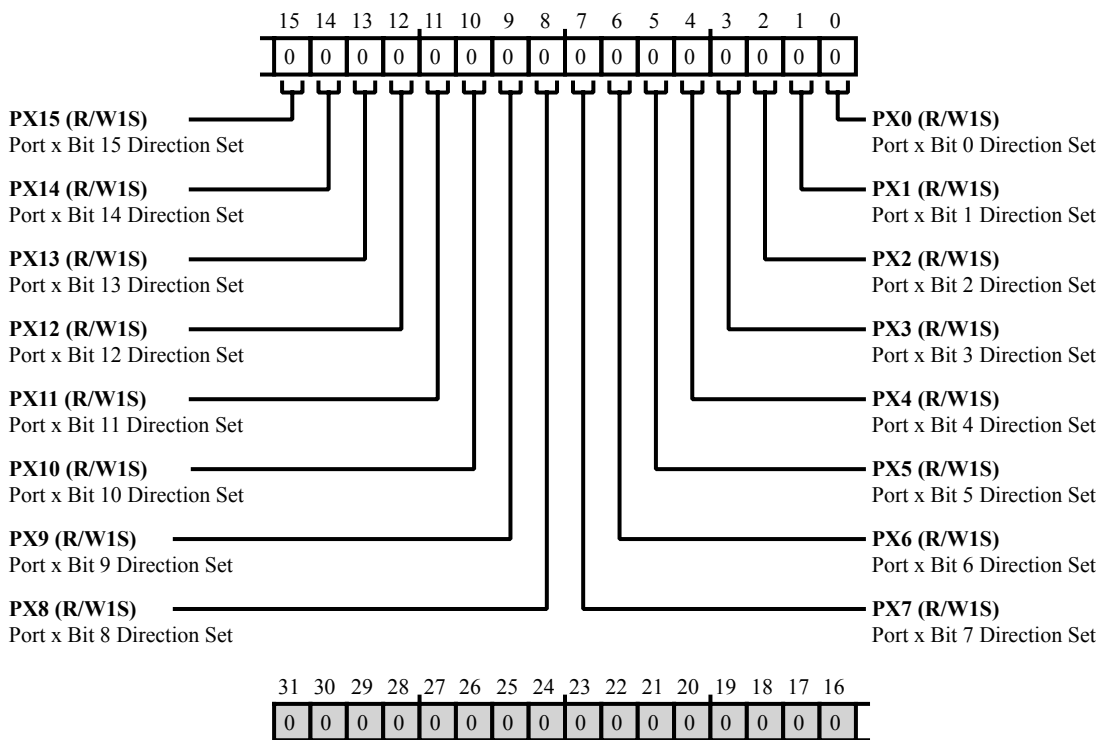 15 14 13 12 11 10 9 8 7 6 5 4 3 2 1 0
0 0 0 0 0 0 0 0 0 0 0 0 0 0 0 0
PX15 (R/W1S)
Port x Bit 15 Direction Set
PX14 (R/W1S)
Port x Bit 14 Direction Set
PX13 (R/W1S)
Port x Bit 13 Direction Set
PX12 (R/W1S)
Port x Bit 12 Direction Set
PX11 (R/W1S)
Port x Bit 11 Direction Set
PX10 (R/W1S)
Port x Bit 10 Direction Set
PX9 (R/W1S)
Port x Bit 9 Direction Set
PX8 (R/W1S)
Port x Bit 8 Direction Set
PX0 (R/W1S)
Port x Bit 0 Direction Set
PX1 (R/W1S)
Port x Bit 1 Direction Set
PX2 (R/W1S)
Port x Bit 2 Direction Set
PX3 (R/W1S)
Port x Bit 3 Direction Set
PX4 (R/W1S)
Port x Bit 4 Direction Set
PX5 (R/W1S)
Port x Bit 5 Direction Set
PX6 (R/W1S)
Port x Bit 6 Direction Set
PX7 (R/W1S)
Port x Bit 7 Direction Set
31 30 29 28 27 26 25 24 23 22 21 20 19 18 17 16
0 0 0 0 0 0 0 0 0 0 0 0 0 0 0 0